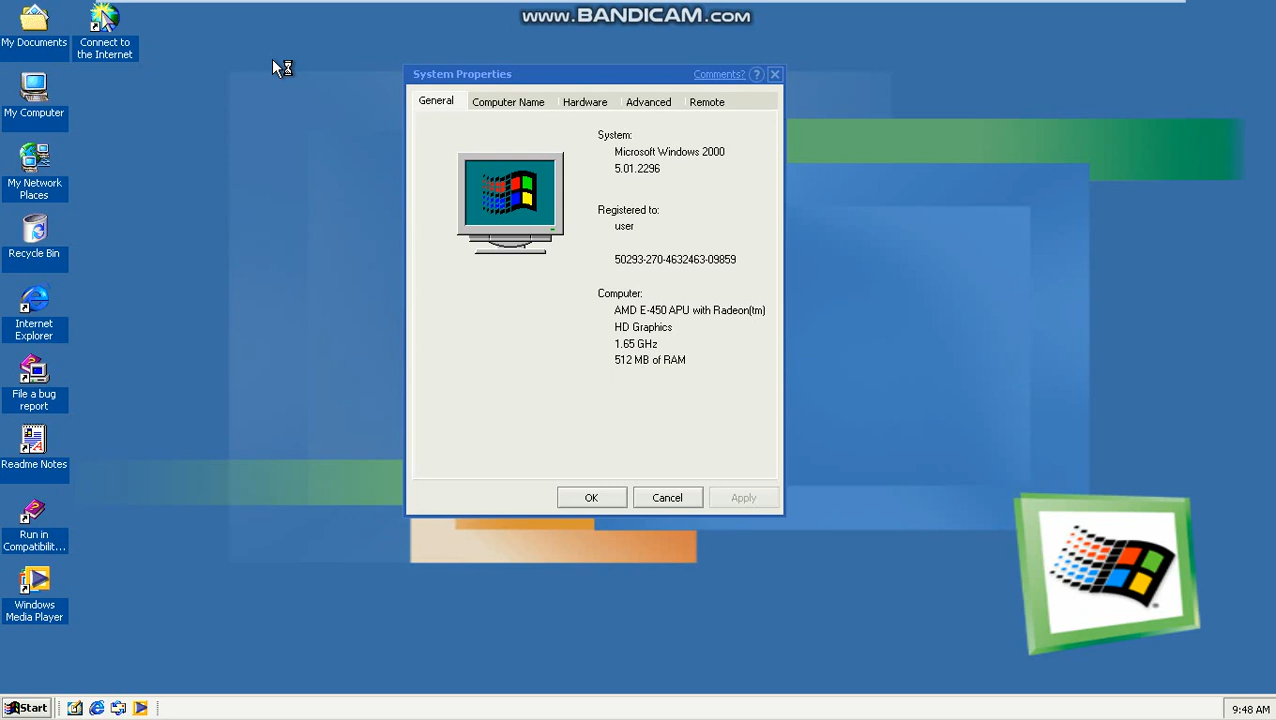 www.BANDICAM.com
My Documents
Connect to
the Internet
My Computer
My Network
Places
Recycle Bin
Internet
Explorer
File a bug
report
Readme Notes
Run in
Compatibilit...
Windows
Media Player
System Properties
Comments?
General
Computer Name
Hardware
Advanced
Remote
System:
Microsoft Windows 2000
5.01.2296
Registered to:
user
50293-270-4632463-09859
Computer:
AMD E-450 APU with Radeon(tm)
HD Graphics
1.65 GHz
512 MB of RAM
OK
Cancel
Apply
Start
9:48 AM